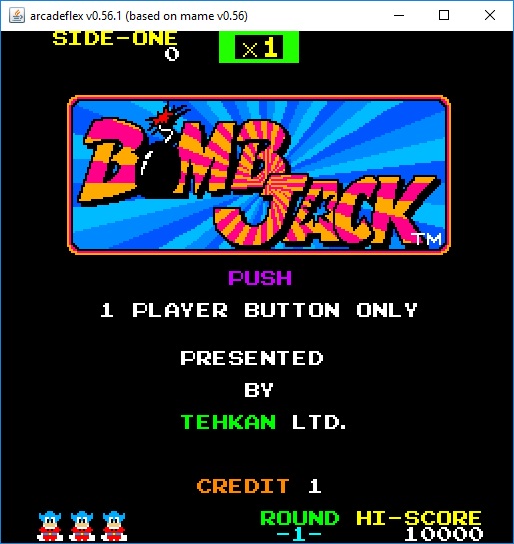 arcadeflex v0.56.1 (based on mame v0.56)
SIDE-ONE
0
×1
BOMB
JACK
TM
PUSH
1 PLAYER BUTTON ONLY
PRESENTED
BY
TEHKAN LTD.
CREDIT 1
ROUND HI-SCORE
-1- 10000